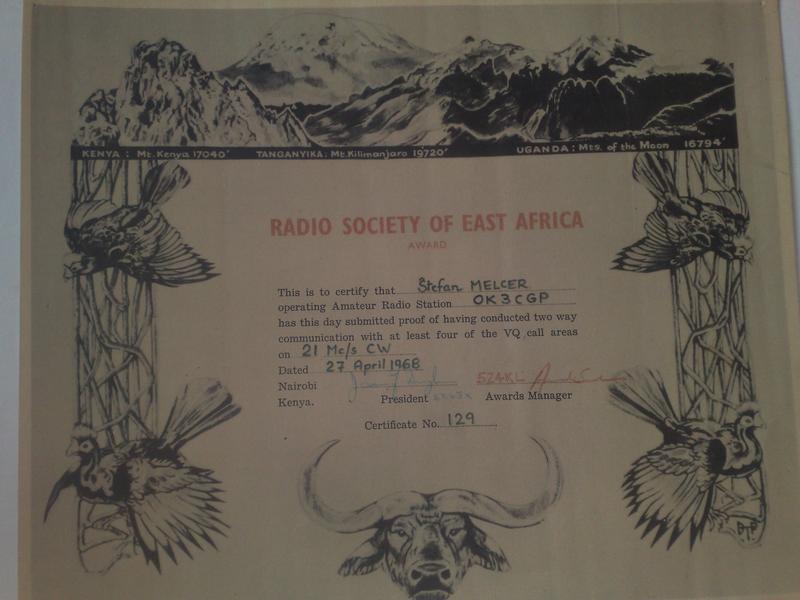 KENYA : Mt. Kenya 17040' TANGANYIKA : Mt. Kilimanjaro 19720' UGANDA : Mts. of the Moon 16794'
RADIO SOCIETY OF EAST AFRICA
AWARD
This is to certify that Stefan MELCER
operating Amateur Radio Station OK3CGP
has this day submitted proof of having conducted two way
communication with at least four of the VQ call areas
on 21 Mc/s CW
Dated 27 April 1968
Nairobi 5Z4KL
Kenya. President Awards Manager
Certificate No. 129